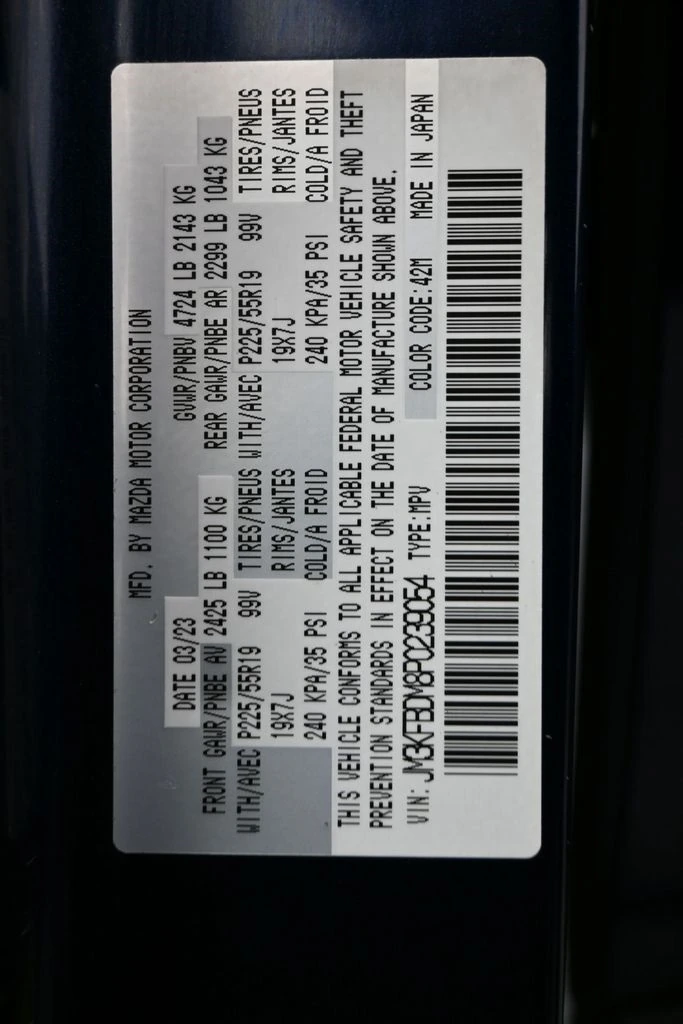 MFD. BY MAZDA MOTOR CORPORATION
DATE 03/23 GVWR/PNBV 4724 LB 2143 KG
FRONT GAWR/PNBE AV 2425 LB 1100 KG REAR GAWR/PNBE AR 2299 LB 1043 KG
WITH/AVEC P225/55R19 99V TIRES/PNEUS WITH/AVEC P225/55R19 99V TIRES/PNEUS
19X7J RIMS/JANTES 19X7J RIMS/JANTES
240 KPA/35 PSI COLD/A FROID 240 KPA/35 PSI COLD/A FROID
THIS VEHICLE CONFORMS TO ALL APPLICABLE FEDERAL MOTOR VEHICLE SAFETY AND THEFT
PREVENTION STANDARDS IN EFFECT ON THE DATE OF MANUFACTURE SHOWN ABOVE.
VIN: JM3KFBDM8P0239054 TYPE:MPV COLOR CODE:42M MADE IN JAPAN